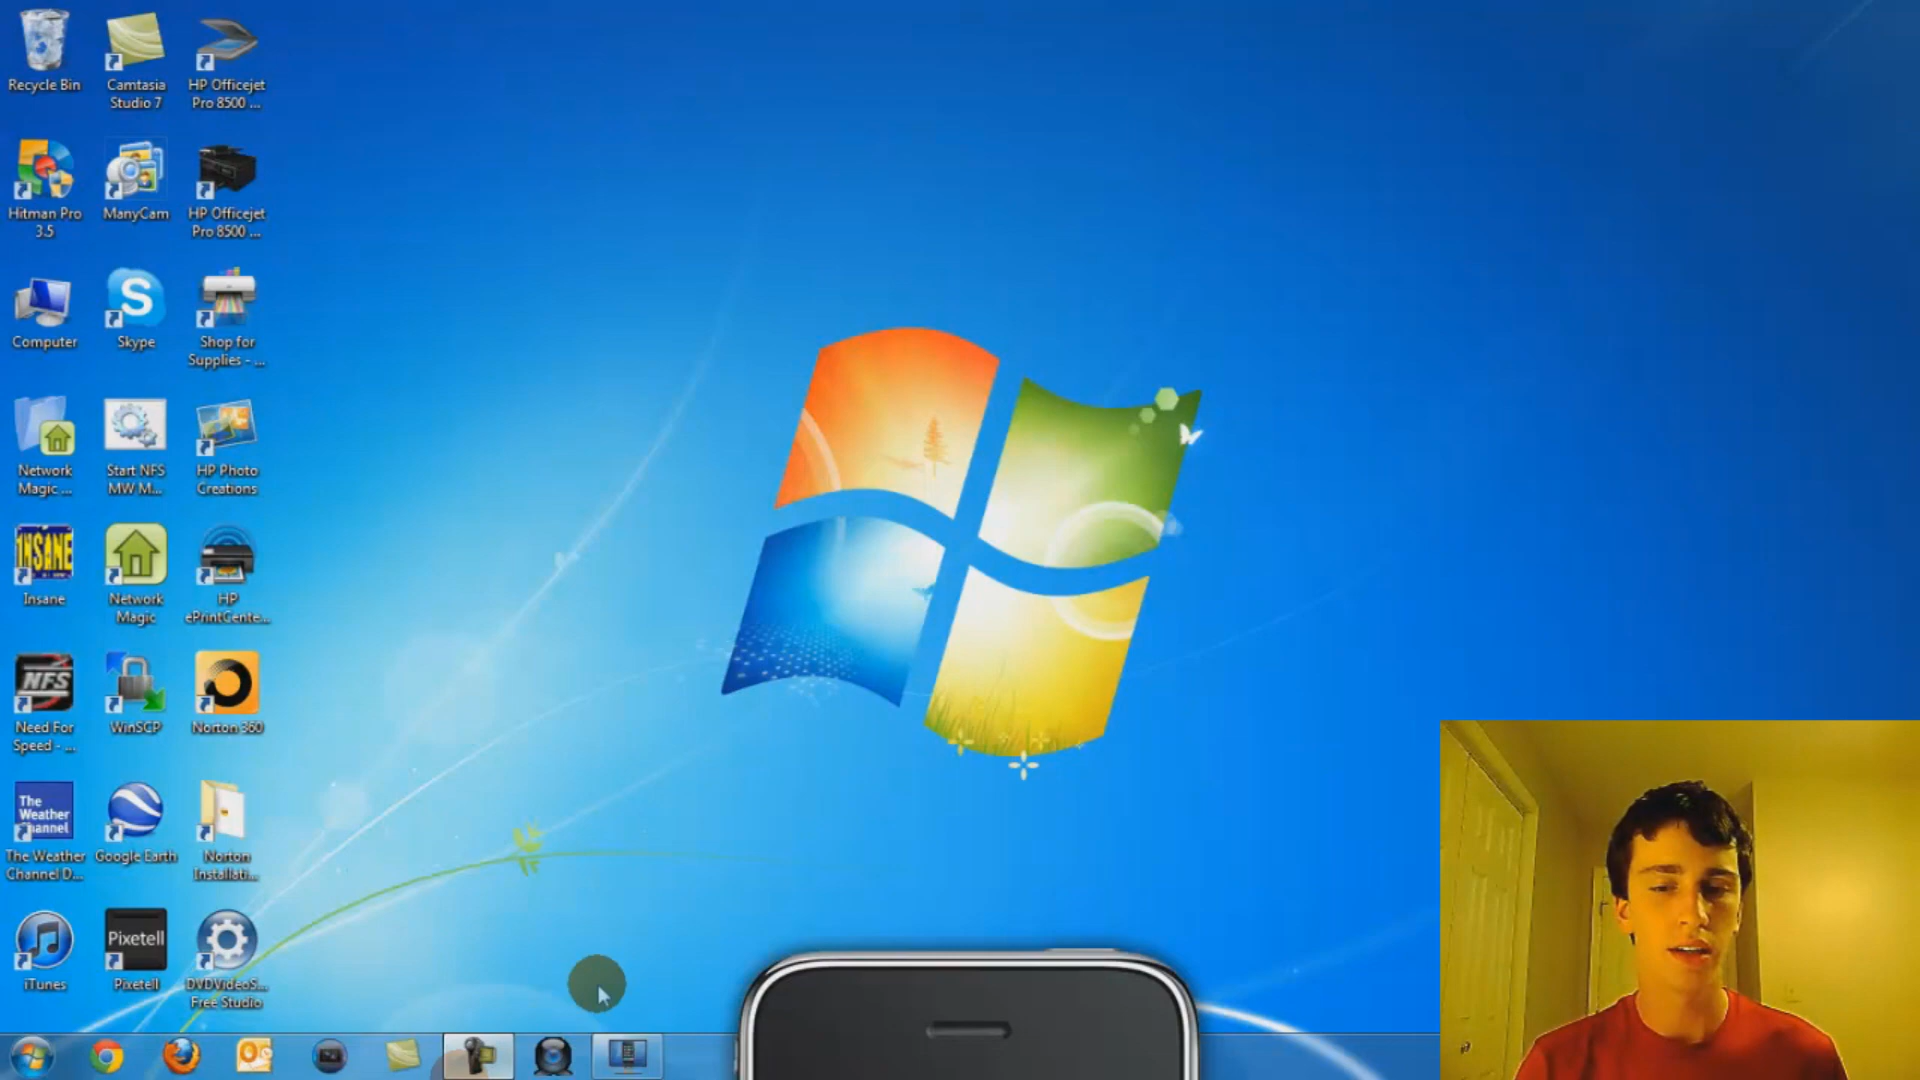 Recycle Bin
Camtasia
Studio 7
HP Officejet
Pro 8500 ...
Hitman Pro
3.5
ManyCam
HP Officejet
Pro 8500 ...
Computer
S
Skype
Shop for
Supplies - ...
Network
Magic ...
Start NFS
MW M...
HP Photo
Creations
1NSANE
Insane
Network
Magic
HP
ePrintCente...
NFS
Need For
Speed - ...
WinSCP
Norton 360
The
Weather
Channel
The Weather
Channel D...
Google Earth
Norton
Installati...
iTunes
Pixetell
Pixetell
DVDVideoS...
Free Studio